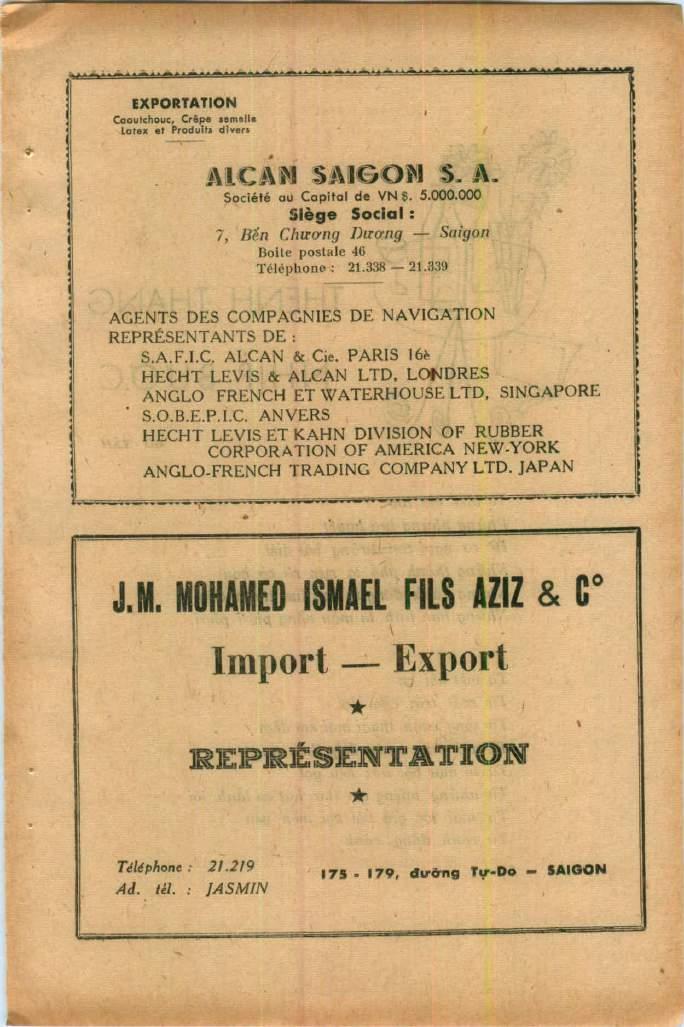 EXPORTATION
Caoutchouc, Crêpe semelle
Latex et Produits divers
ALCAN SAIGON S. A.
Société au Capital de VN $. 5.000.000
Siège Social :
7, Bến Chương Dương — Saigon
Boite postale 46
Téléphone : 21.338 — 21.339
AGENTS DES COMPAGNIES DE NAVIGATION
REPRÉSENTANTS DE :
S.A.F.I.C. ALCAN & Cie. PARIS 16è
HECHT LEVIS & ALCAN LTD, LONDRES
ANGLO FRENCH ET WATERHOUSE LTD, SINGAPORE
S.O.B.E.P.I.C. ANVERS
HECHT LEVIS ET KAHN DIVISION OF RUBBER
CORPORATION OF AMERICA NEW-YORK
ANGLO-FRENCH TRADING COMPANY LTD. JAPAN
J.M. MOHAMED ISMAEL FILS AZIZ & C°
Import — Export
REPRÉSENTATION
Téléphone : 21.219
Ad. tél. : JASMIN
175 - 179, đường Tự-Do — SAIGON